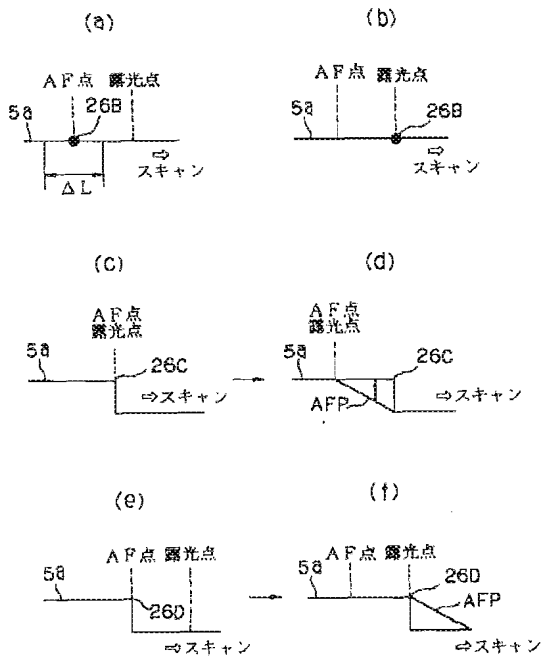 (a)
AF点 露光点
5a
26B
⇨
スキャン
ΔL
(b)
AF点 露光点
5a
26B
⇨
スキャン
(c)
AF点
露光点
5a
26C
⇨スキャン
(d)
AF点
露光点
5a
26C
AFP
⇨スキャン
(e)
AF点 露光点
5a
26D
⇨スキャン
(f)
AF点 露光点
5a
26D
AFP
⇨スキャン